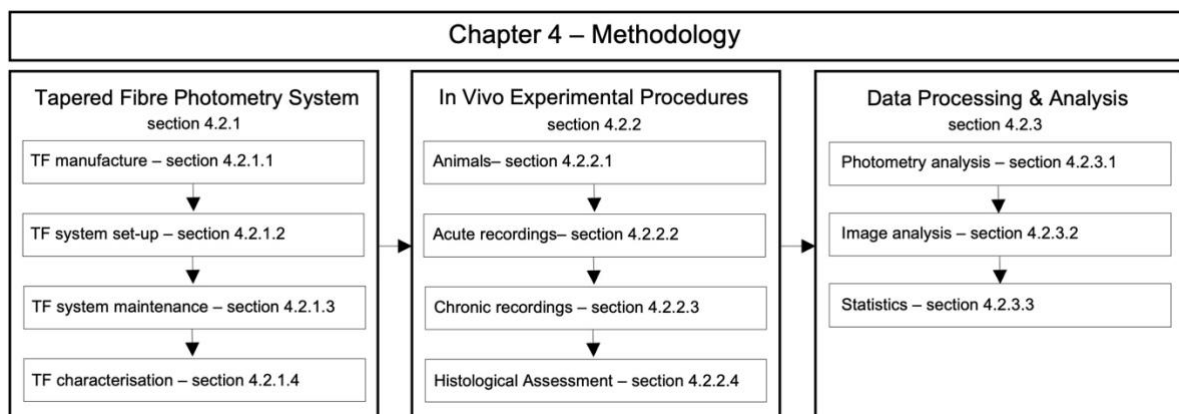 Chapter 4 – Methodology
Tapered Fibre Photometry System
section 4.2.1
TF manufacture – section 4.2.1.1
TF system set-up – section 4.2.1.2
TF system maintenance – section 4.2.1.3
TF characterisation – section 4.2.1.4
In Vivo Experimental Procedures
section 4.2.2
Animals– section 4.2.2.1
Acute recordings– section 4.2.2.2
Chronic recordings – section 4.2.2.3
Histological Assessment – section 4.2.2.4
Data Processing & Analysis
section 4.2.3
Photometry analysis – section 4.2.3.1
Image analysis – section 4.2.3.2
Statistics – section 4.2.3.3